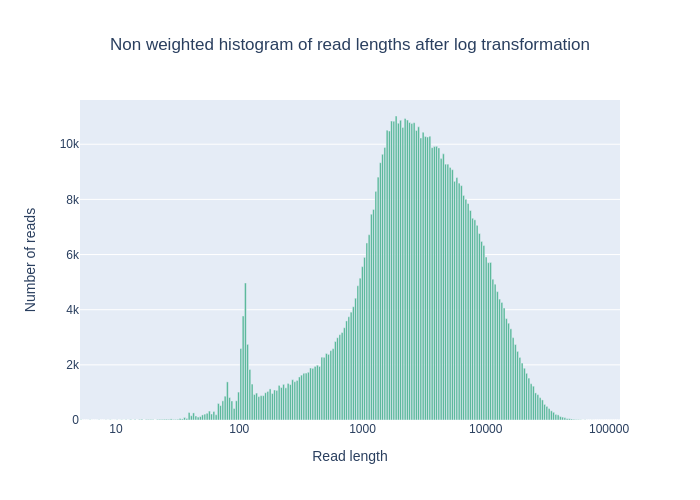 Non weighted histogram of read lengths after log transformation
10k
8k
6k
4k
2k
0
Number of reads
10
100
1000
10000
100000
Read length